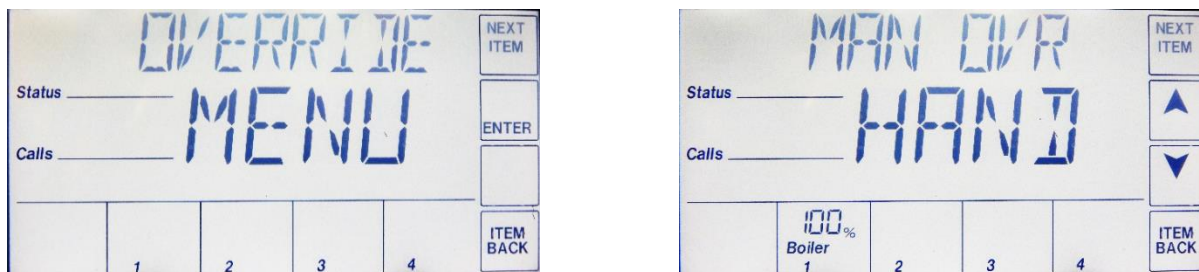 OVERRIDE
NEXT
ITEM
Status
MENU
ENTER
Calls
ITEM
BACK
1 2 3 4
MAN OVR
NEXT
ITEM
Status
HAND
Calls
100%
Boiler
ITEM
BACK
1 2 3 4